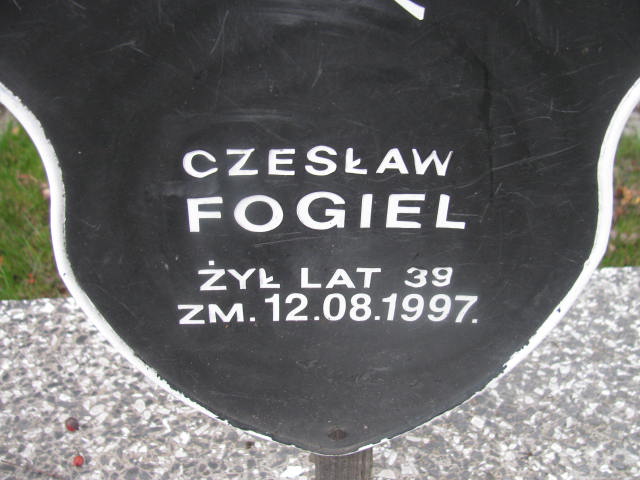 CZESŁAW
FOGIEL
ŻYŁ LAT 39
ZM. 12.08.1997.